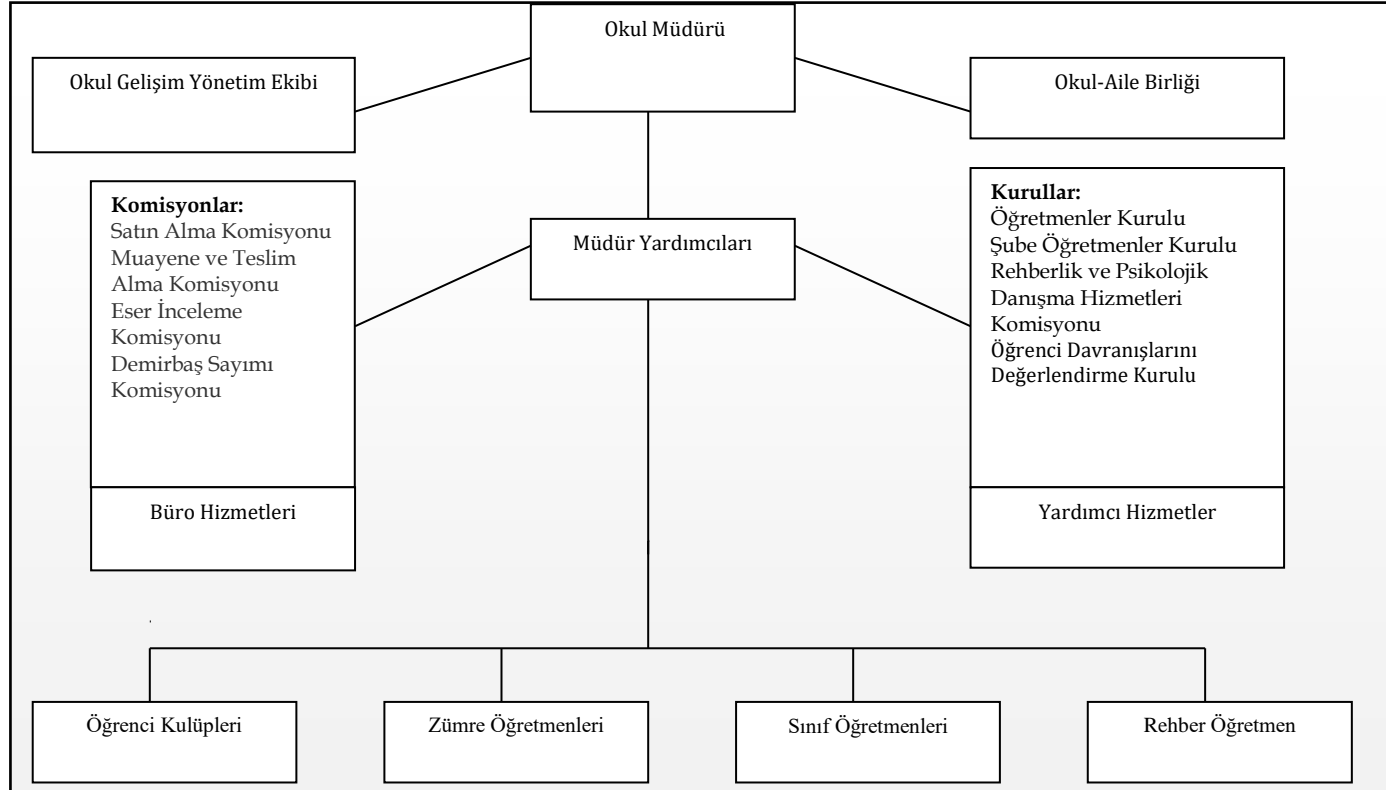 Okul Müdürü
Okul Gelişim Yönetim Ekibi
Okul-Aile Birliği
Komisyonlar:
Satın Alma Komisyonu
Muayene ve Teslim
Alma Komisyonu
Eser İnceleme
Komisyonu
Demirbaş Sayımı
Komisyonu
Müdür Yardımcıları
Kurullar:
Öğretmenler Kurulu
Şube Öğretmenler Kurulu
Rehberlik ve Psikolojik
Danışma Hizmetleri
Komisyonu
Öğrenci Davranışlarını
Değerlendirme Kurulu
Büro Hizmetleri
Yardımcı Hizmetler
Öğrenci Kulüpleri
Zümre Öğretmenleri
Sınıf Öğretmenleri
Rehber Öğretmen